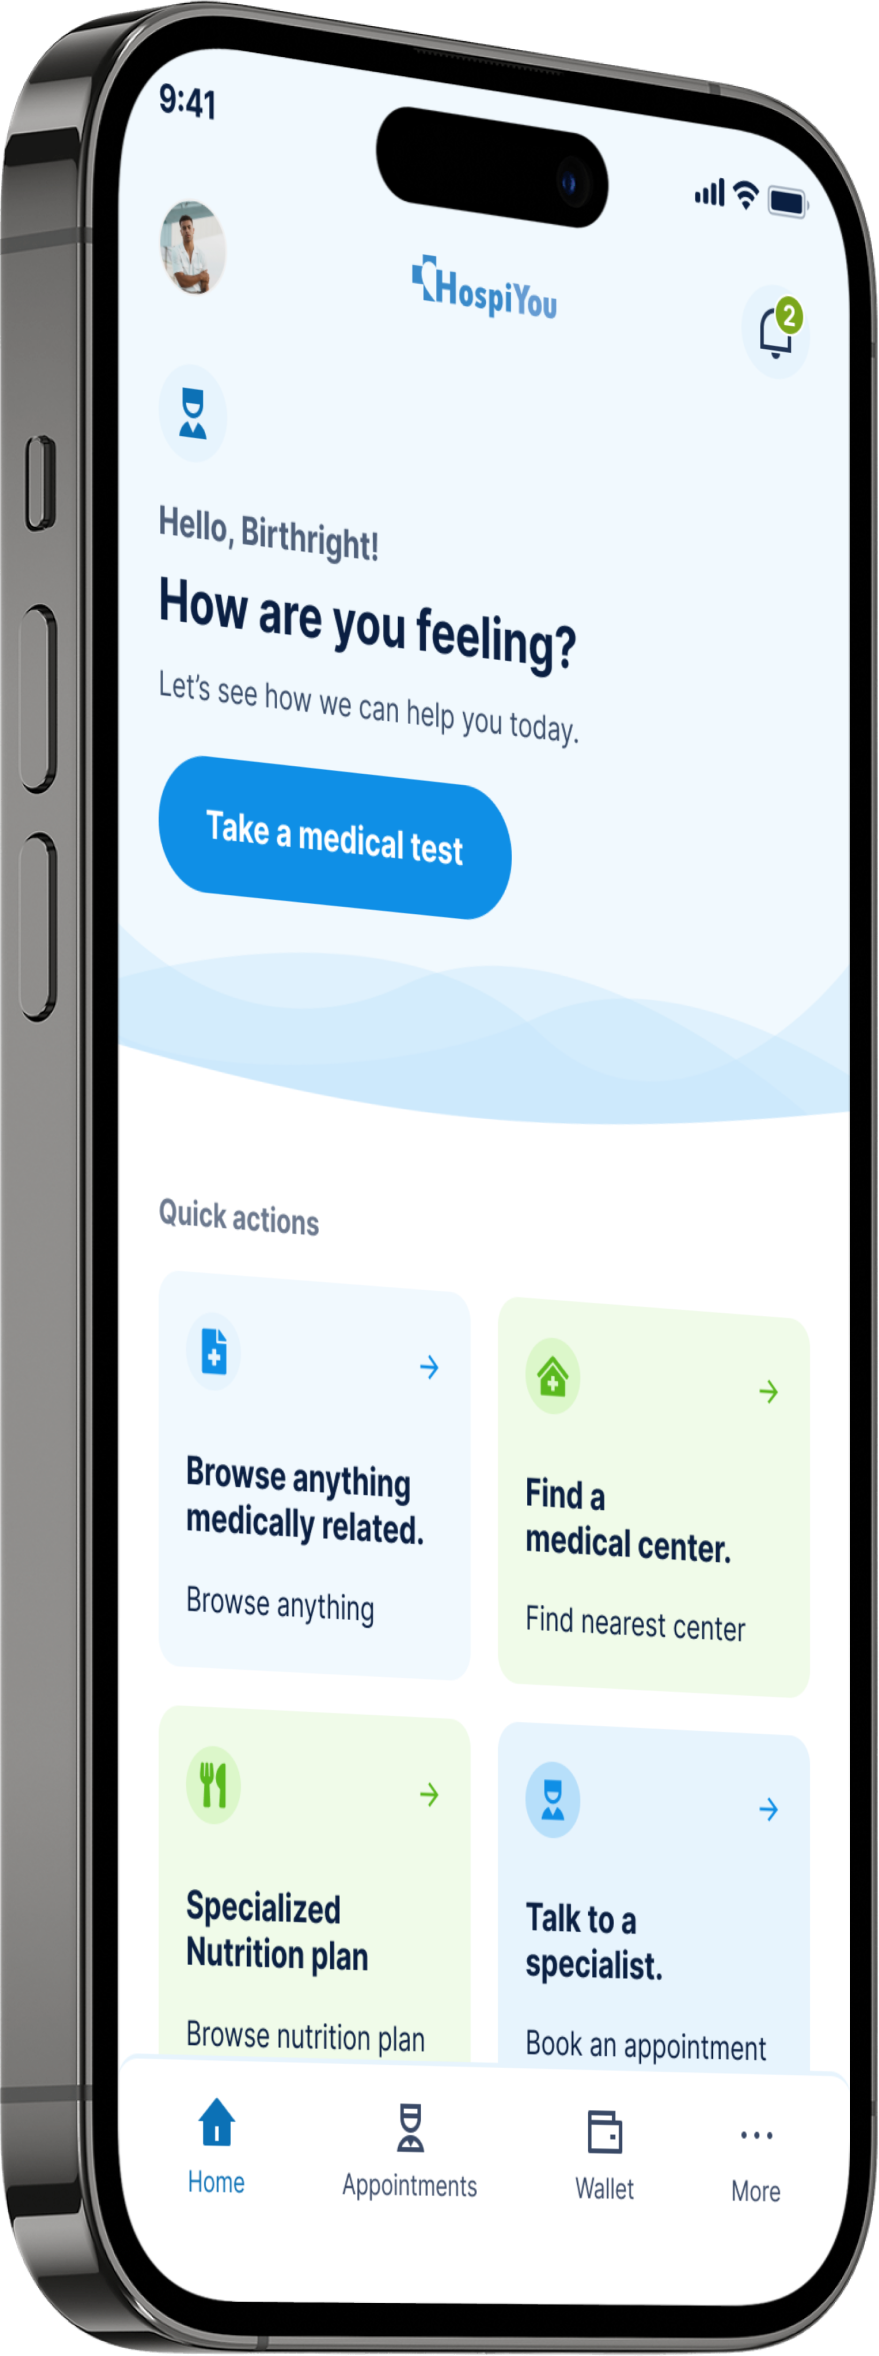 9:41
HospiYou
2
Hello, Birthright!
How are you feeling?
Let's see how we can help you today.
Take a medical test
Quick actions
Browse anything
medically related.
Browse anything
Find a
medical center.
Find nearest center
Specialized
Nutrition plan
Browse nutrition plan
Talk to a
specialist.
Book an appointment
Home
Appointments
Wallet
More